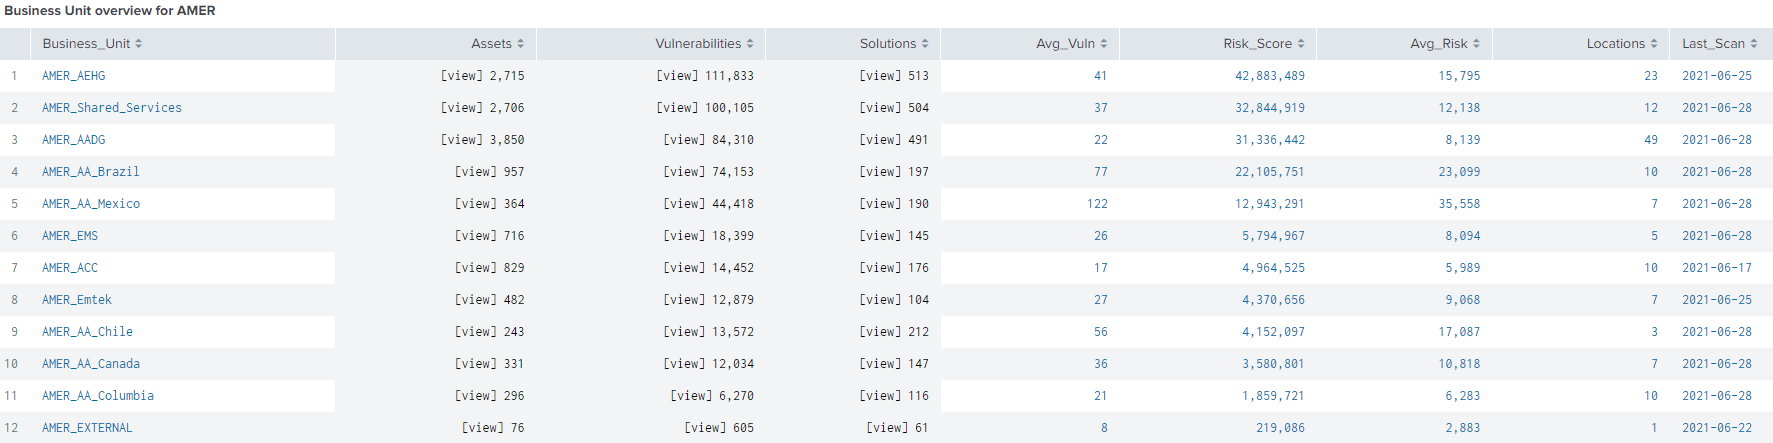 Business Unit overview for AMER
Business_Unit Assets Vulnerabilities Solutions Avg_Vuln Risk_Score Avg_Risk Locations Last_Scan
1 AMER_AEHG [view] 2,715 [view] 111,833 [view] 513 41 42,883,489 15,795 23 2021-06-25
2 AMER_Shared_Services [view] 2,706 [view] 100,105 [view] 504 37 32,844,919 12,138 12 2021-06-28
3 AMER_AADG [view] 3,850 [view] 84,310 [view] 491 22 31,336,442 8,139 49 2021-06-28
4 AMER_AA_Brazil [view] 957 [view] 74,153 [view] 197 77 22,105,751 23,099 10 2021-06-28
5 AMER_AA_Mexico [view] 364 [view] 44,418 [view] 190 122 12,943,291 35,558 7 2021-06-28
6 AMER_EMS [view] 716 [view] 18,399 [view] 145 26 5,794,967 8,094 5 2021-06-28
7 AMER_ACC [view] 829 [view] 14,452 [view] 176 17 4,964,525 5,989 10 2021-06-17
8 AMER_Emtek [view] 482 [view] 12,879 [view] 104 27 4,370,656 9,068 7 2021-06-25
9 AMER_AA_Chile [view] 243 [view] 13,572 [view] 212 56 4,152,097 17,087 3 2021-06-28
10 AMER_AA_Canada [view] 331 [view] 12,034 [view] 147 36 3,580,801 10,818 7 2021-06-28
11 AMER_AA_Columbia [view] 296 [view] 6,270 [view] 116 21 1,859,721 6,283 10 2021-06-28
12 AMER_EXTERNAL [view] 76 [view] 605 [view] 61 8 219,086 2,883 1 2021-06-22